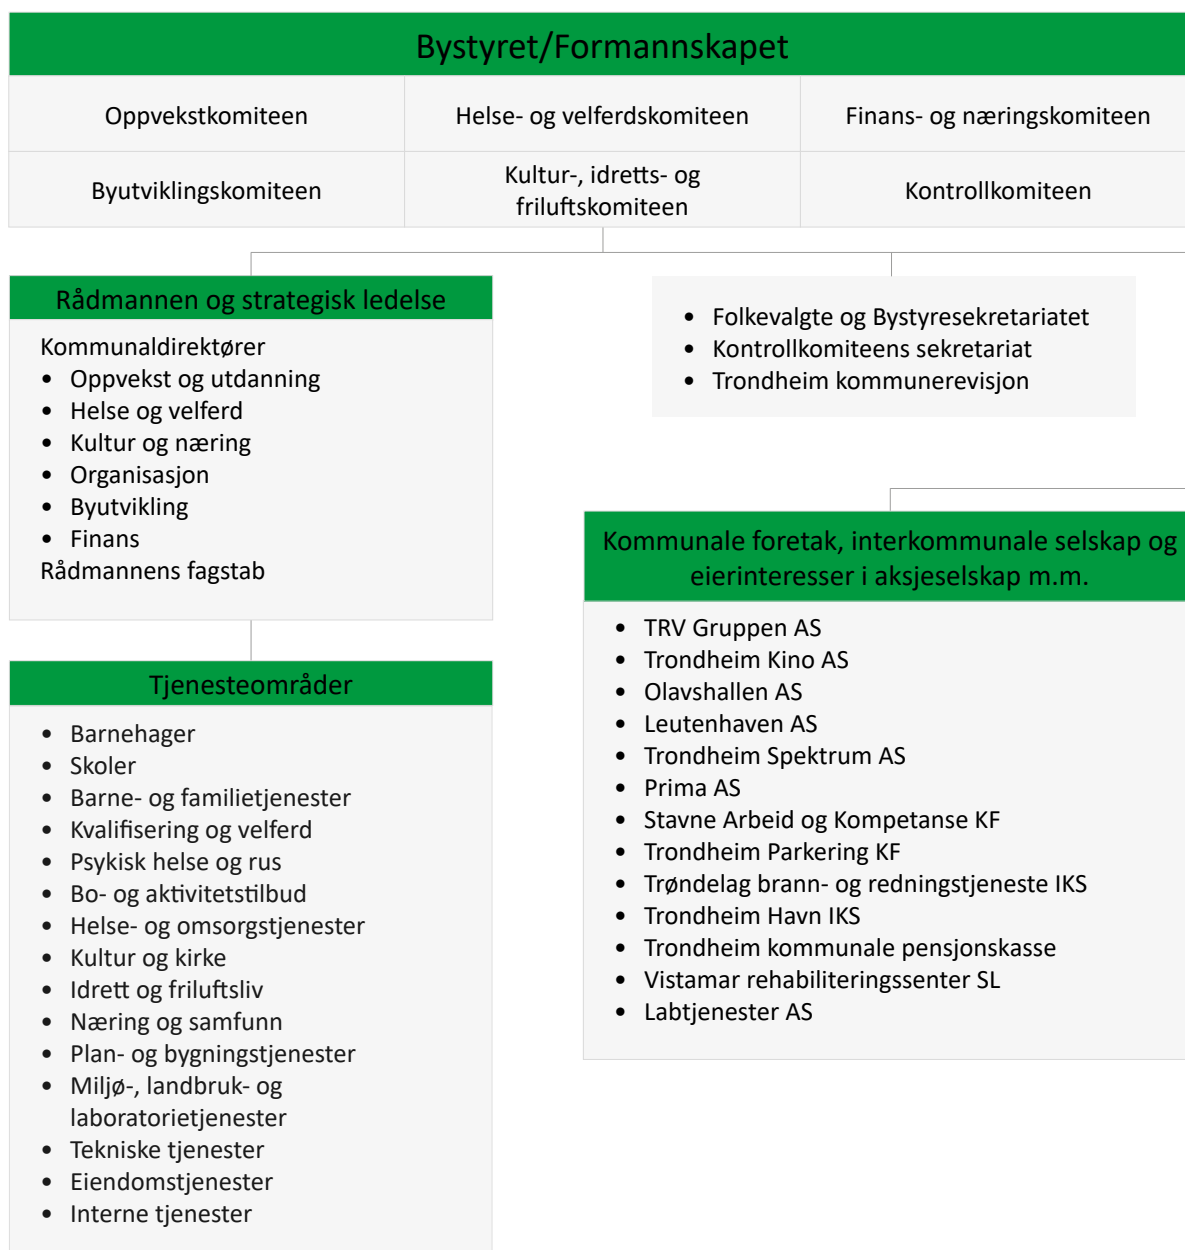 Bystyret/Formannskapet
Oppvekstkomiteen
Helse- og velferdskomiteen
Finans- og næringskomiteen
Byutviklingskomiteen
Kultur-, idretts- og
friluftskomiteen
Kontrollkomiteen
Rådmannen og strategisk ledelse
Kommunaldirektører
• Oppvekst og utdanning
• Helse og velferd
• Kultur og næring
• Organisasjon
• Byutvikling
• Finans
Rådmannens fagstab
• Folkevalgte og Bystyresekretariatet
• Kontrollkomiteens sekretariat
• Trondheim kommunerevisjon
Tjenesteområder
• Barnehager
• Skoler
• Barne- og familietjenester
• Kvalifisering og velferd
• Psykisk helse og rus
• Bo- og aktivitetstilbud
• Helse- og omsorgstjenester
• Kultur og kirke
• Idrett og friluftsliv
• Næring og samfunn
• Plan- og bygningstjenester
• Miljø-, landbruk- og
laboratorietjenester
• Tekniske tjenester
• Eiendomstjenester
• Interne tjenester
Kommunale foretak, interkommunale selskap og
eierinteresser i aksjeselskap m.m.
• TRV Gruppen AS
• Trondheim Kino AS
• Olavshallen AS
• Leutenhaven AS
• Trondheim Spektrum AS
• Prima AS
• Stavne Arbeid og Kompetanse KF
• Trondheim Parkering KF
• Trøndelag brann- og redningstjeneste IKS
• Trondheim Havn IKS
• Trondheim kommunale pensjonskasse
• Vistamar rehabiliteringssenter SL
• Labtjenester AS